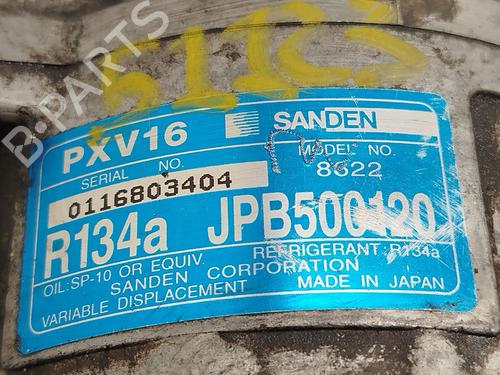 B-PARTS
PXV16
SANDEN
SERIAL NO.
MODEL NO
0116803404
8622
R134a
JPB500120
REFRIGERANT: R134a
OIL: SP-10 OR EQUIV.
SANDEN CORPORATION
VARIABLE DISPLACEMENT
MADE IN JAPAN